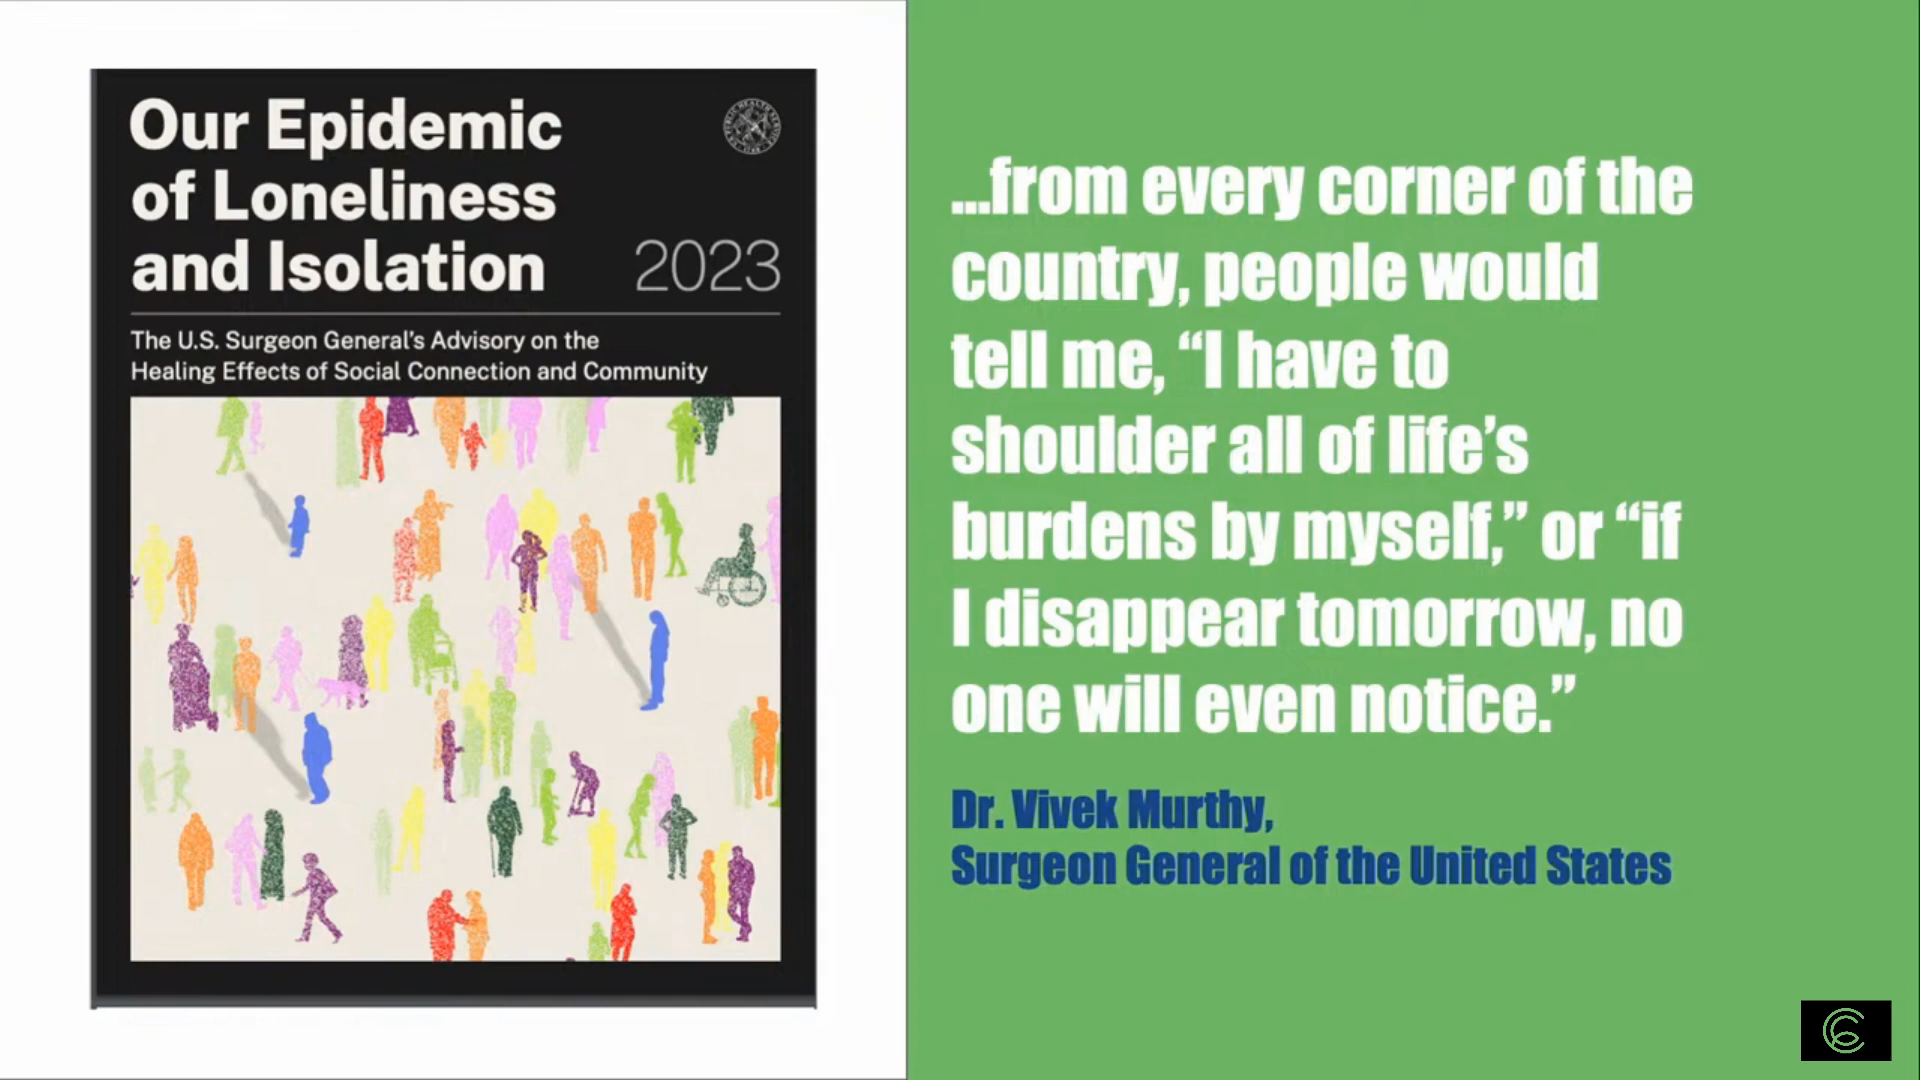 Our Epidemic
of Loneliness
and Isolation
2023
The U.S. Surgeon General's Advisory on the
Healing Effects of Social Connection and Community
...from every corner of the
country, people would
tell me, “I have to
shoulder all of life’s
burdens by myself,” or “if
I disappear tomorrow, no
one will even notice.”
Dr. Vivek Murthy,
Surgeon General of the United States